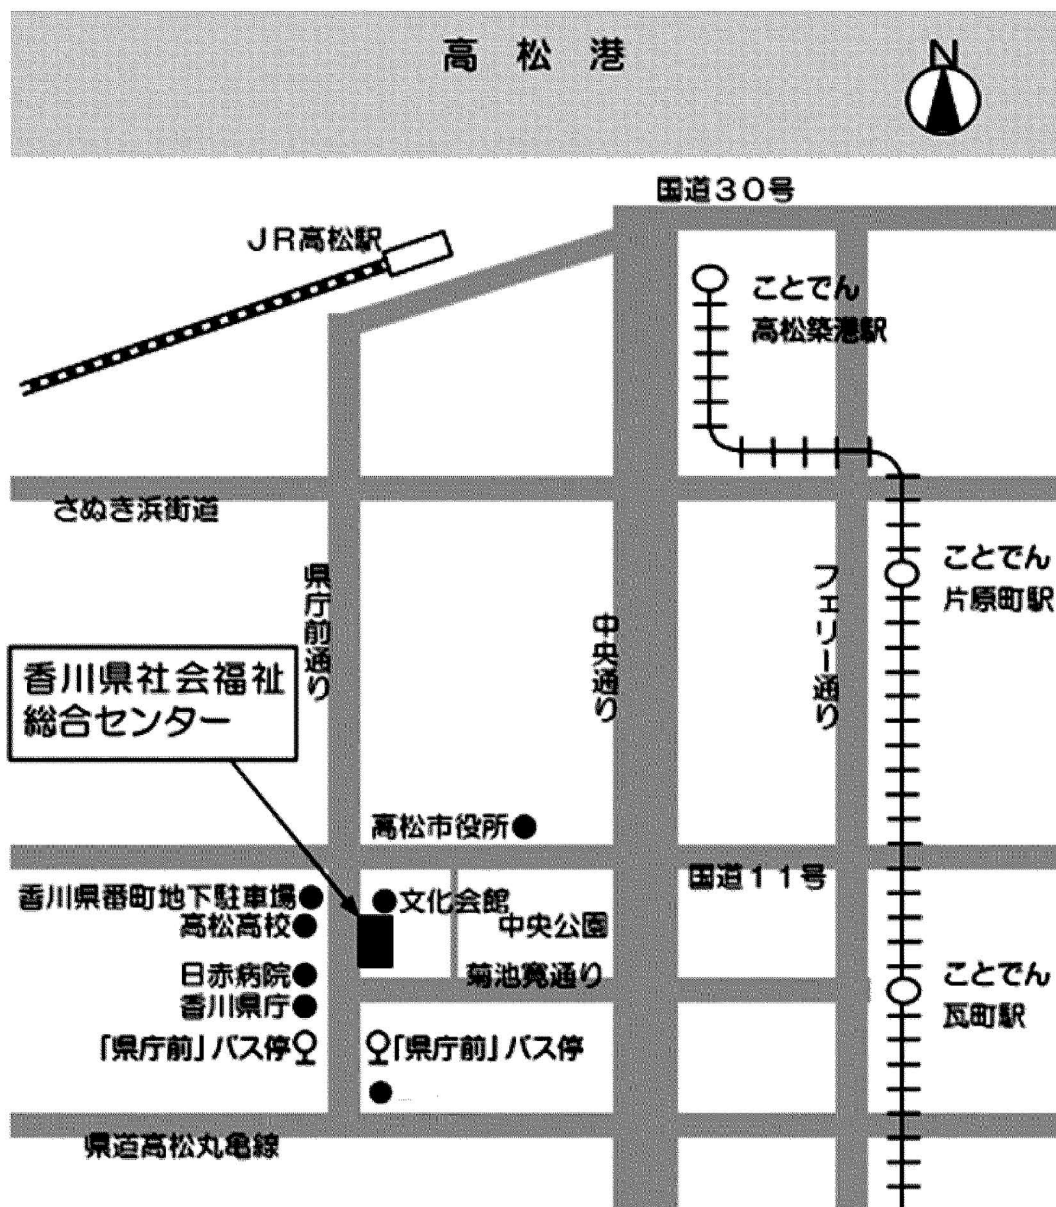 高松港
N
国道30号
JR高松駅
ことでん
高松築港駅
さぬき浜街道
ことでん
片原町駅
県庁前通り
中央通り
フェリー通り
香川県社会福祉
総合センター
高松市役所
国道11号
香川県番町地下駐車場
文化会館
高松高校
中央公園
日赤病院
菊池寛通り
ことでん
瓦町駅
香川県庁
「県庁前」バス停
「県庁前」バス停
県道高松丸亀線